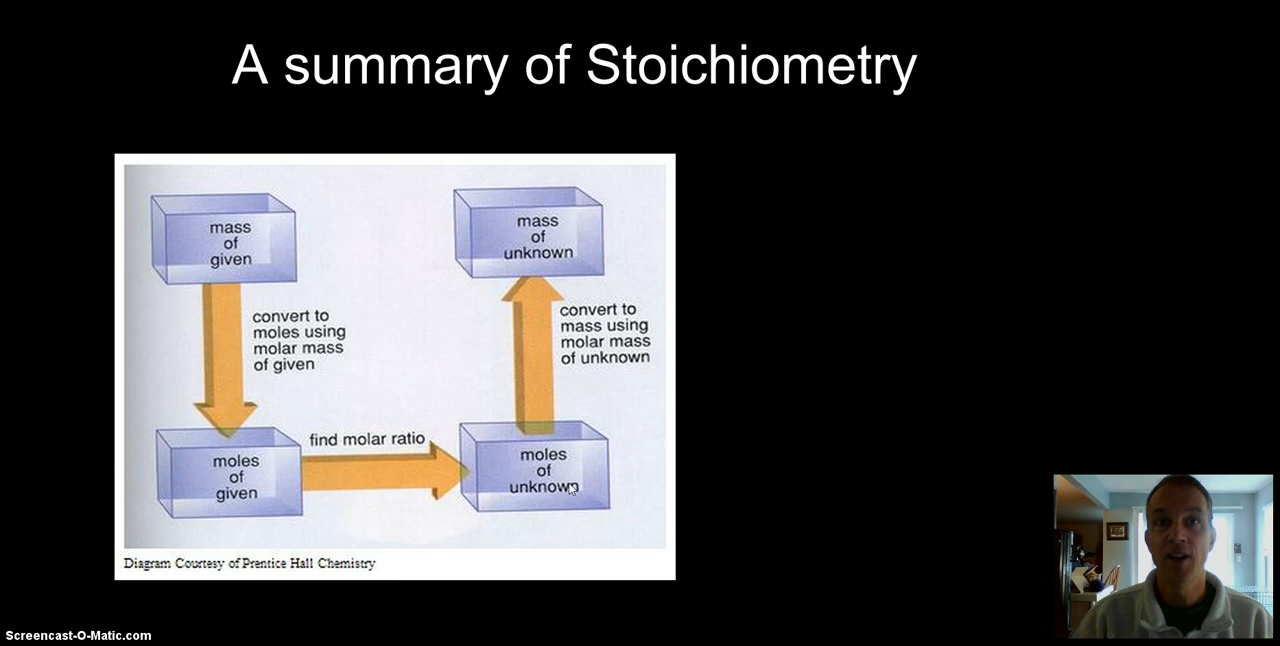 A summary of Stoichiometry
mass
of
given
mass
of
unknown
convert to
moles using
molar mass
of given
convert to
mass using
molar mass
of unknown
find molar ratio
moles
of
given
moles
of
unknown
Diagram Courtesy of Prentice Hall Chemistry
Screencast-O-Matic.com